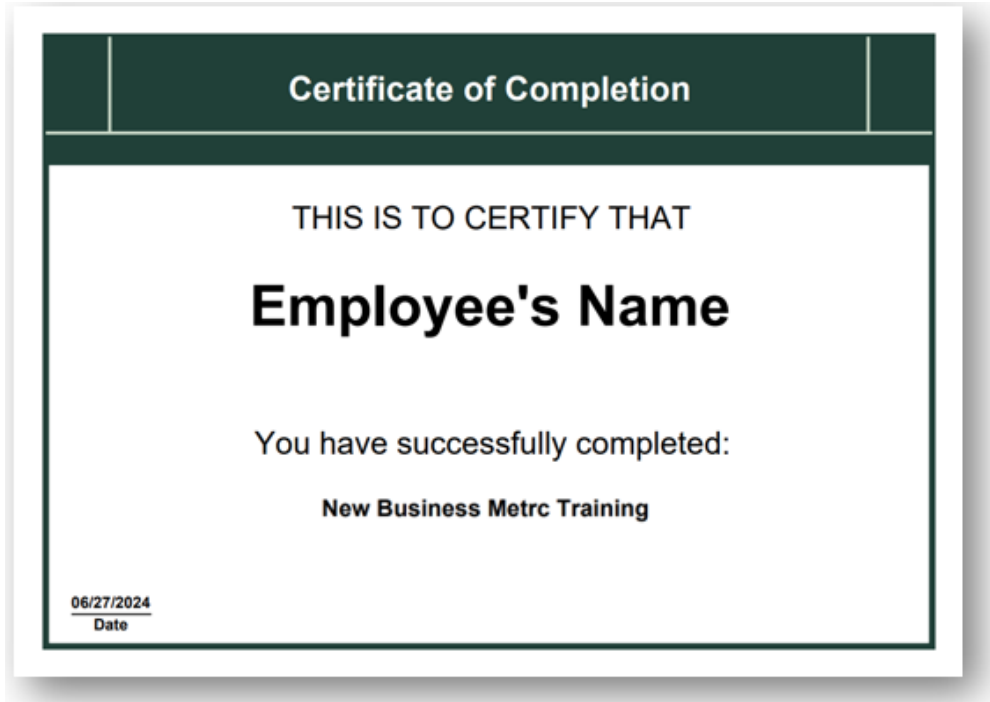 Certificate of Completion
THIS IS TO CERTIFY THAT
Employee's Name
You have successfully completed:
New Business Metrc Training
06/27/2024
Date